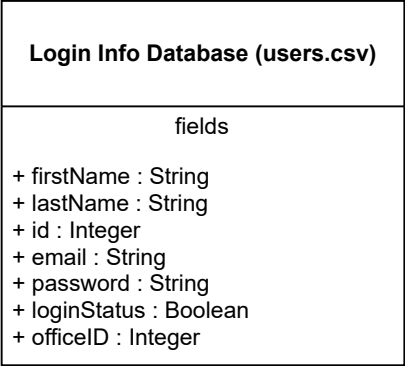 Login Info Database (users.csv)
fields
+ firstName : String
+ lastName : String
+ id : Integer
+ email : String
+ password : String
+ loginStatus : Boolean
+ officeID : Integer